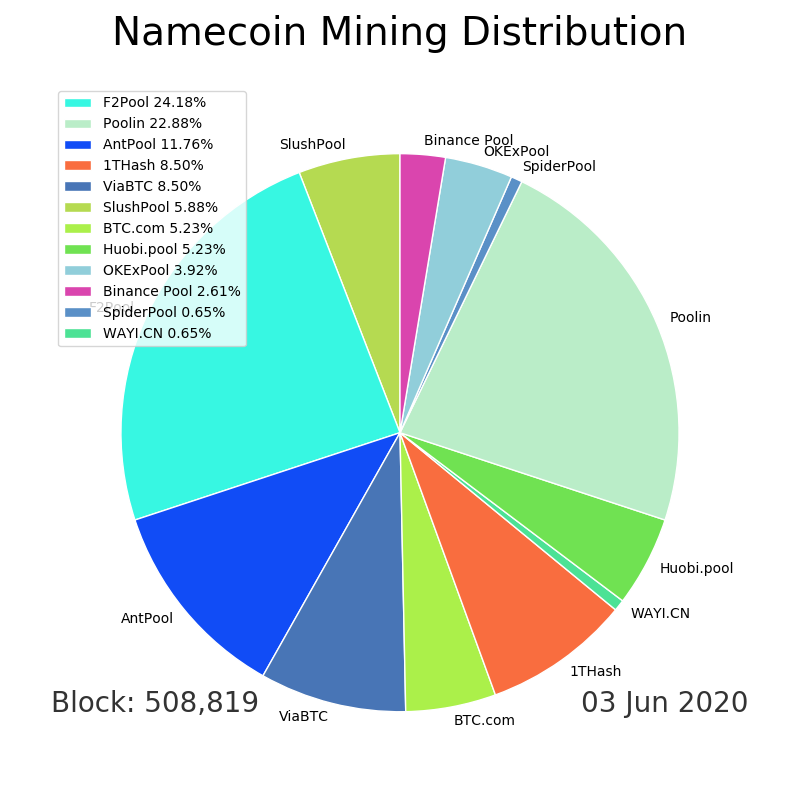 Namecoin Mining Distribution
F2Pool 24.18%
Poolin 22.88%
AntPool 11.76%
1THash 8.50%
ViaBTC 8.50%
SlushPool 5.88%
BTC.com 5.23%
Huobi.pool 5.23%
OKExPool 3.92%
Binance Pool 2.61%
SpiderPool 0.65%
WAYI.CN 0.65%
SlushPool
Binance Pool
OKExPool
SpiderPool
F2Pool
Poolin
Huobi.pool
WAYI.CN
AntPool
1THash
ViaBTC
BTC.com
Block: 508,819
03 Jun 2020